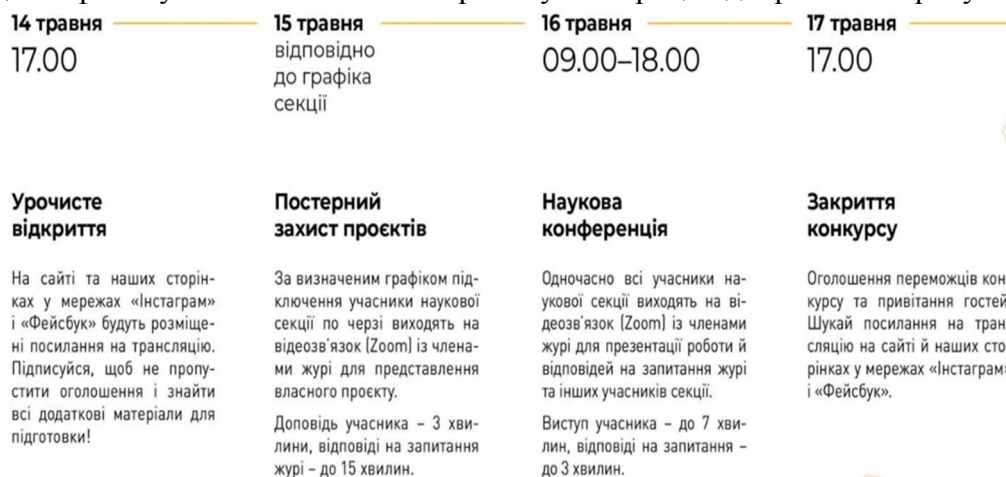 14 травня
17.00
Урочисте
відкриття
На сайті та наших сторін-
ках у мережах «Інстаграм»
і «Фейсбук» будуть розміще-
ні посилання на трансляцію.
Підписуйся, щоб не пропу-
стити оголошення і знайти
всі додаткові матеріали для
підготовки!
15 травня
відповідно
до графіка
секції
Постерний
захист проєктів
За визначеним графіком під-
ключення учасники наукової
секції по черзі виходять на
відеозв'язок (Zoom) із члена-
ми журі для представлення
власного проєкту.
Доповідь учасника – 3 хви-
лини, відповіді на запитання
журі – до 15 хвилин.
16 травня
09.00–18.00
Наукова
конференція
Одночасно всі учасники на-
укової секції виходять на ві-
деозв'язок (Zoom) із членами
журі для презентації роботи й
відповідей на запитання журі
та інших учасників секції.
Виступ учасника – до 7 хви-
лин, відповіді на запитання –
до 3 хвилин.
17 травня
17.00
Закриття
конкурсу
Оголошення переможців кон
курсу та привітання гостей
Шукай посилання на тран
сляцію на сайті й наших сто
рінках у мережах «Інстаграм»
і «Фейсбук».